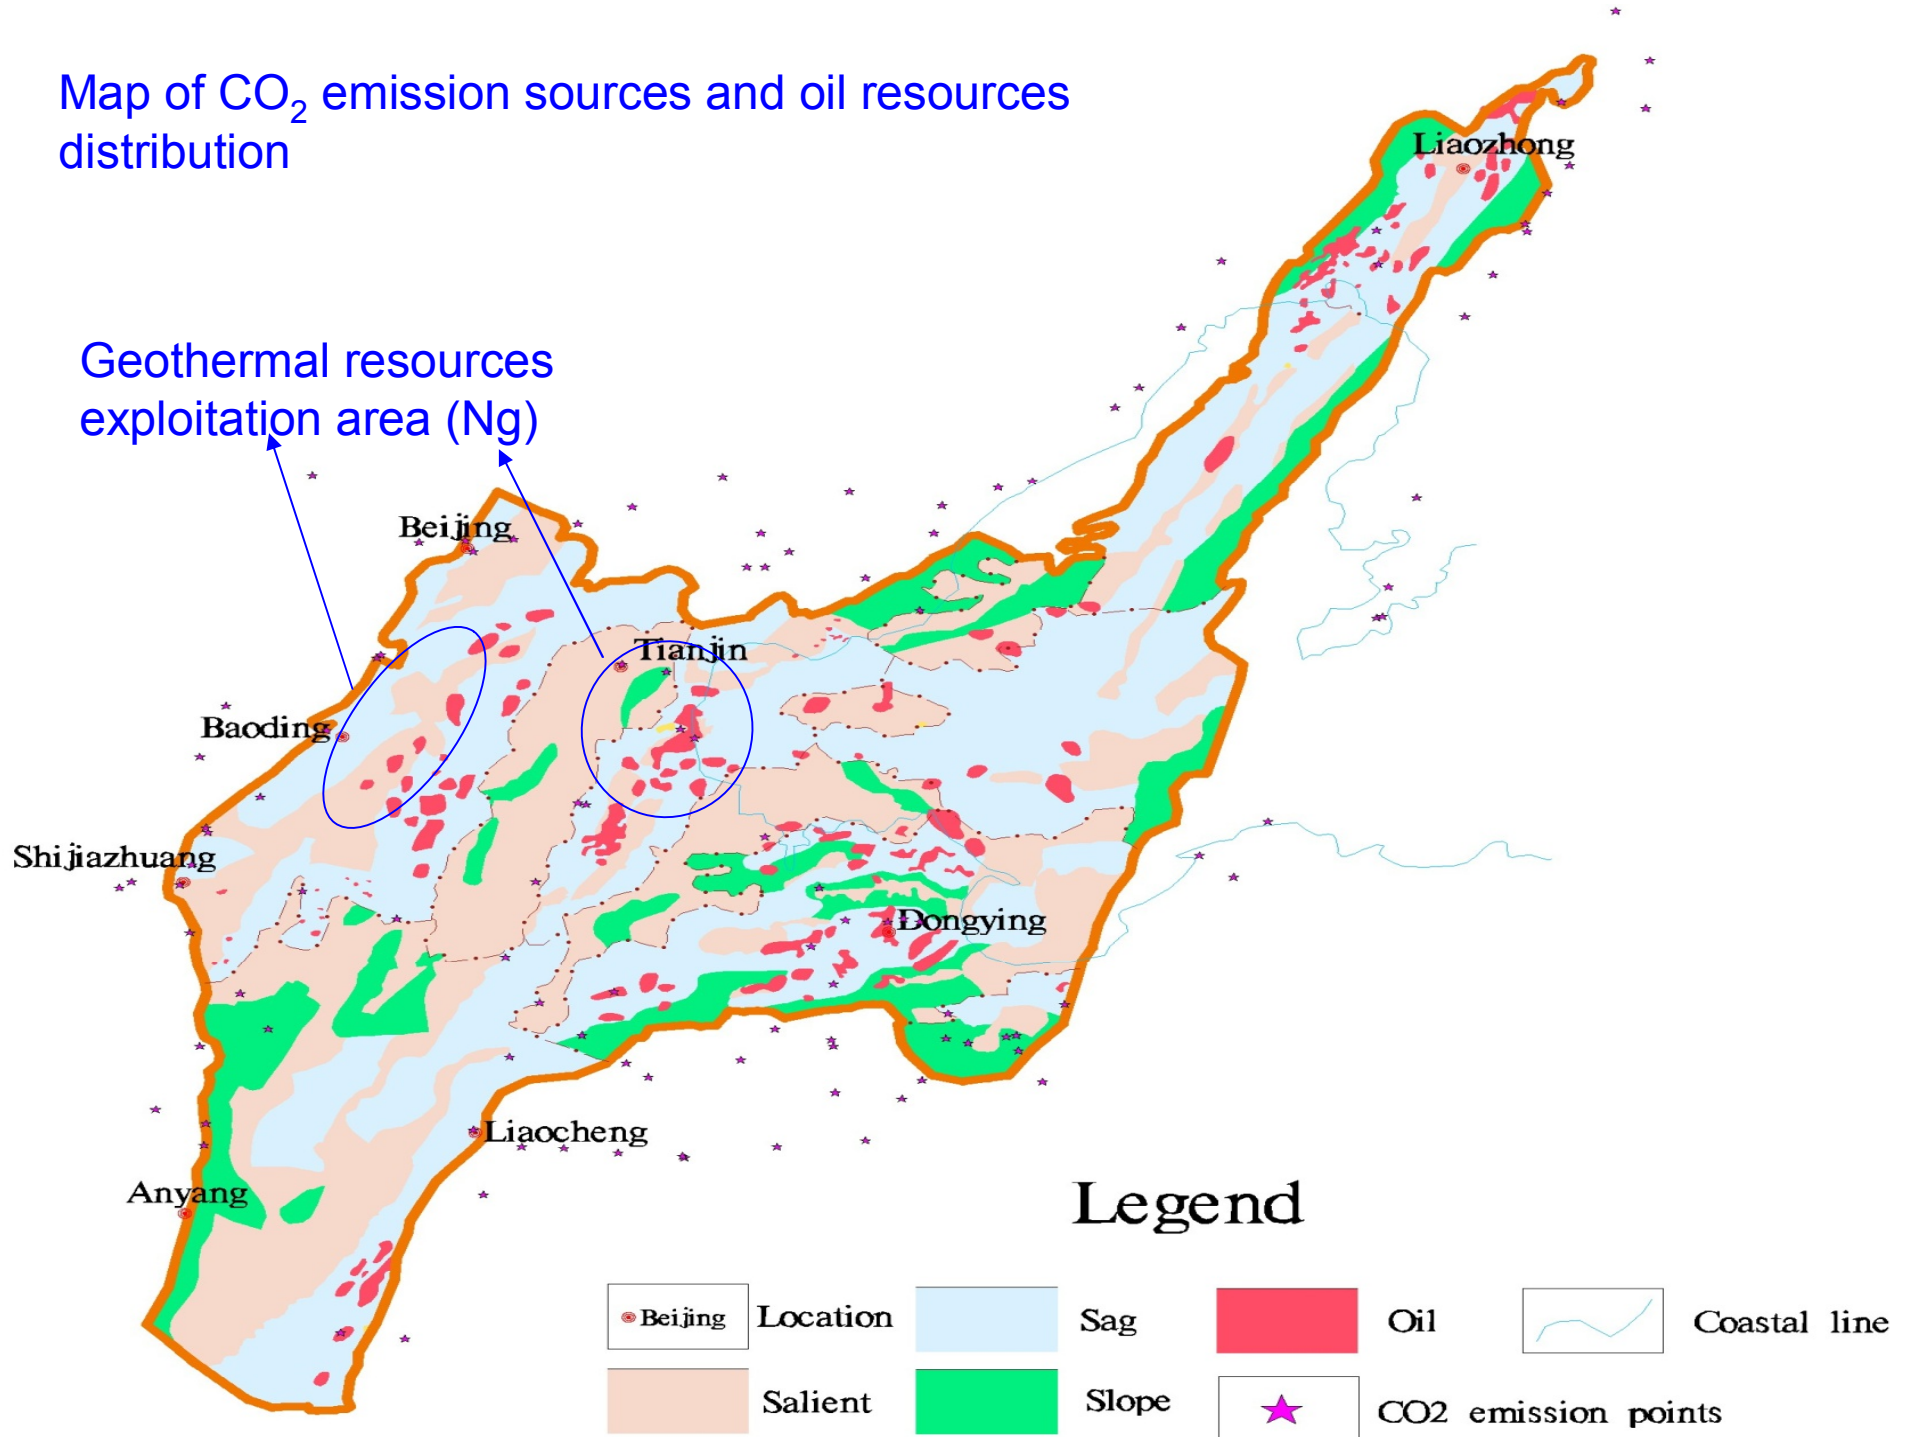 Map of CO2 emission sources and oil resources
distribution
Liaozhong
Geothermal resources
exploitation area (Ng)
Beijing
Tianjin
Baoding
Shijiazhuang
Dongying
Liaocheng
Anyang
Legend
Beijing Location Sag Oil Coastal line
Salient Slope CO2 emission points